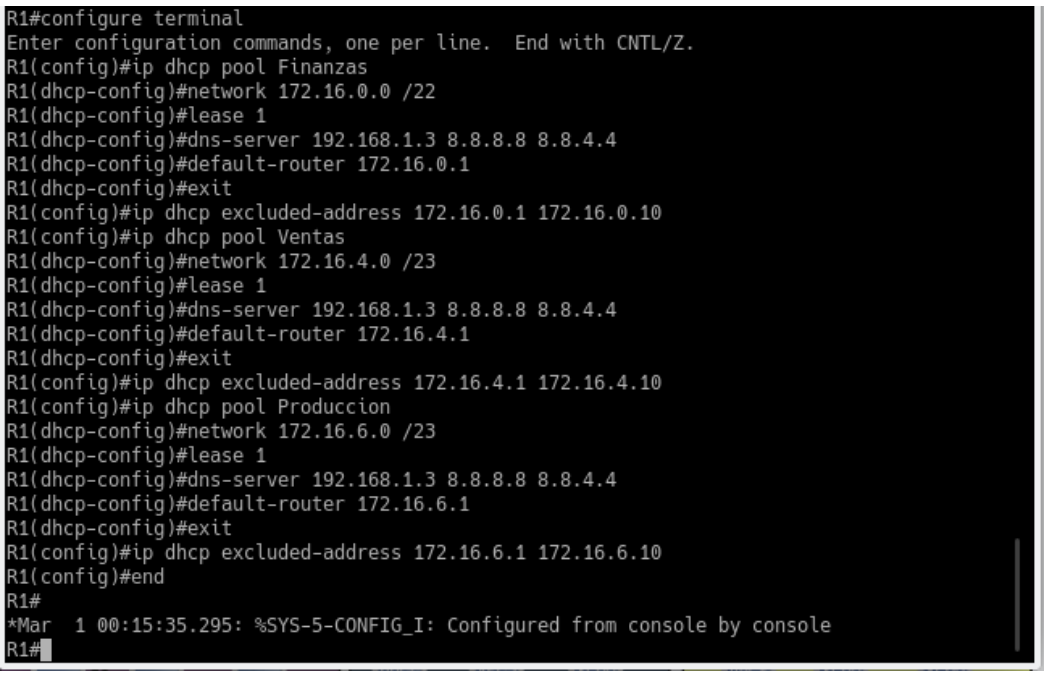 R1#configure terminal
Enter configuration commands, one per line.  End with CNTL/Z.
R1(config)#ip dhcp pool Finanzas
R1(dhcp-config)#network 172.16.0.0 /22
R1(dhcp-config)#lease 1
R1(dhcp-config)#dns-server 192.168.1.3 8.8.8.8 8.8.4.4
R1(dhcp-config)#default-router 172.16.0.1
R1(dhcp-config)#exit
R1(config)#ip dhcp excluded-address 172.16.0.1 172.16.0.10
R1(config)#ip dhcp pool Ventas
R1(dhcp-config)#network 172.16.4.0 /23
R1(dhcp-config)#lease 1
R1(dhcp-config)#dns-server 192.168.1.3 8.8.8.8 8.8.4.4
R1(dhcp-config)#default-router 172.16.4.1
R1(dhcp-config)#exit
R1(config)#ip dhcp excluded-address 172.16.4.1 172.16.4.10
R1(config)#ip dhcp pool Produccion
R1(dhcp-config)#network 172.16.6.0 /23
R1(dhcp-config)#lease 1
R1(dhcp-config)#dns-server 192.168.1.3 8.8.8.8 8.8.4.4
R1(dhcp-config)#default-router 172.16.6.1
R1(dhcp-config)#exit
R1(config)#ip dhcp excluded-address 172.16.6.1 172.16.6.10
R1(config)#end
R1#
*Mar  1 00:15:35.295: %SYS-5-CONFIG_I: Configured from console by console
R1#